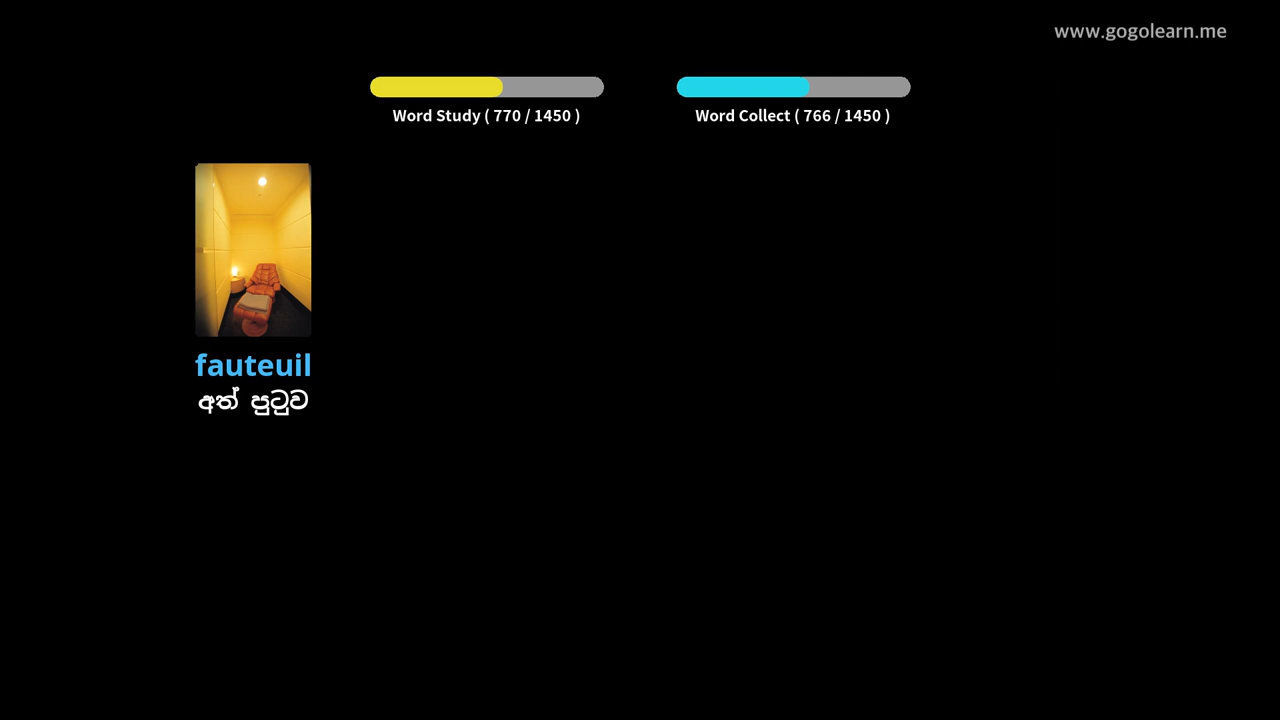 www.gogolearn.me
Word Study ( 770 / 1450 )
Word Collect ( 766 / 1450 )
fauteuil
අත් පුටුව